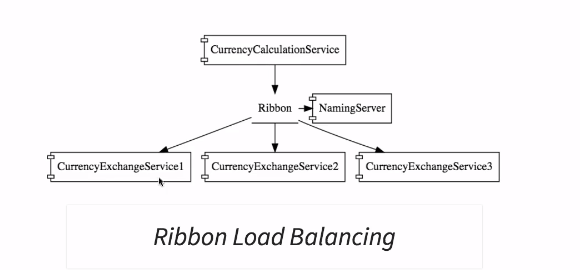 CurrencyCalculationService
Ribbon
NamingServer
CurrencyExchangeService1
CurrencyExchangeService2
CurrencyExchangeService3
Ribbon Load Balancing